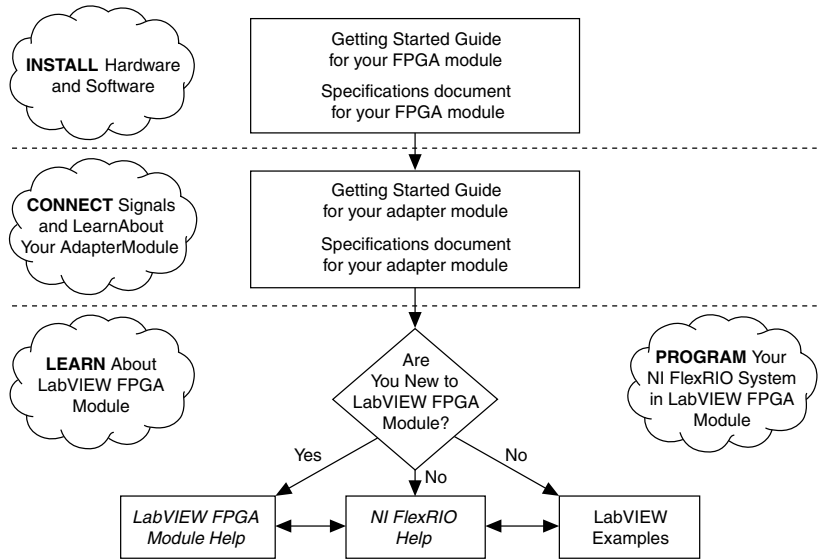 INSTALL Hardware
and Software
Getting Started Guide
for your FPGA module
Specifications document
for your FPGA module
CONNECT Signals
and LearnAbout
Your AdapterModule
Getting Started Guide
for your adapter module
Specifications document
for your adapter module
LEARN About
LabVIEW FPGA
Module
Are
You New to
LabVIEW FPGA
Module?
PROGRAM Your
NI FlexRIO System
in LabVIEW FPGA
Module
Yes
No
No
LabVIEW FPGA
Module Help
NI FlexRIO
Help
LabVIEW
Examples